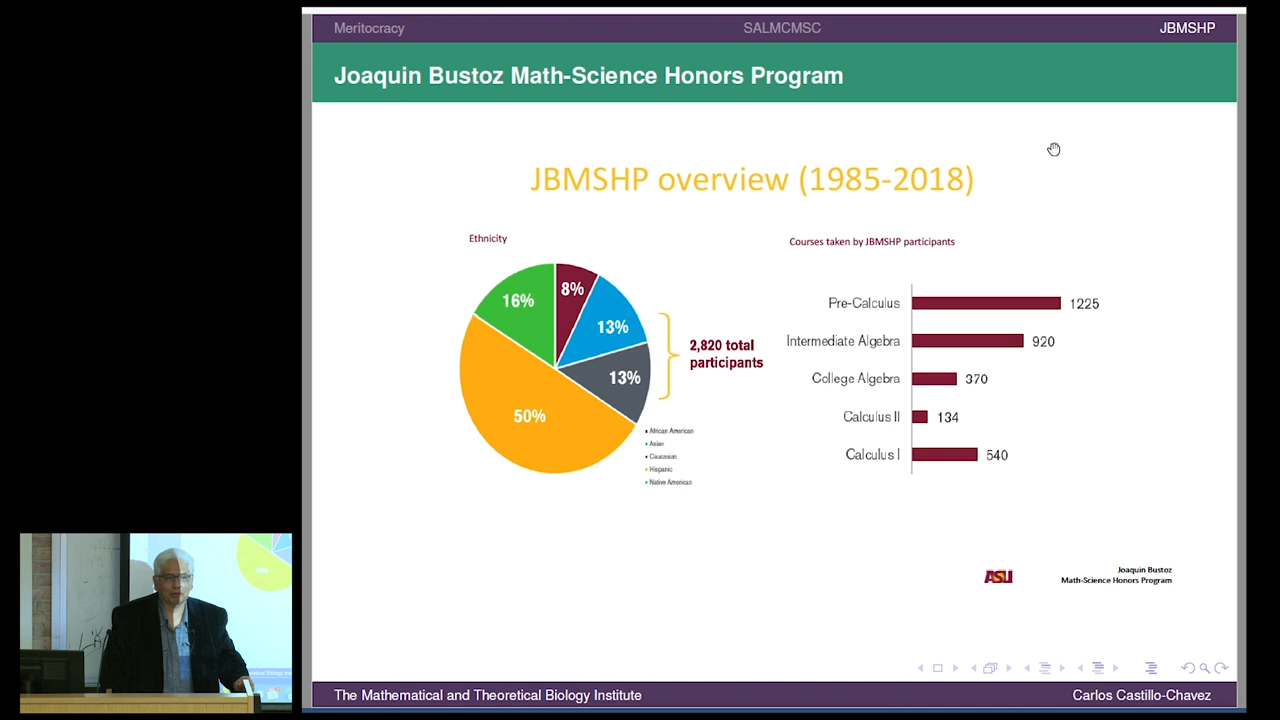 Meritocracy SALMCMSC JBMSHP
Joaquin Bustoz Math-Science Honors Program
JBMSHP overview (1985-2018)
Ethnicity
8%
13%
13%
50%
16%
2,820 total
participants
African American
Asian
Caucasian
Hispanic
Native American
Courses taken by JBMSHP participants
Pre-Calculus 1225
Intermediate Algebra 920
College Algebra 370
Calculus II 134
Calculus I 540
ASU
Joaquin Bustoz
Math-Science Honors Program
The Mathematical and Theoretical Biology Institute Carlos Castillo-Chavez